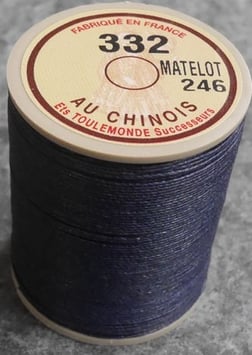 FABRIQUÉ EN FRANCE
332
MATELOT
246
AU CHINOIS
Ets TOULEMONDE Successeurs